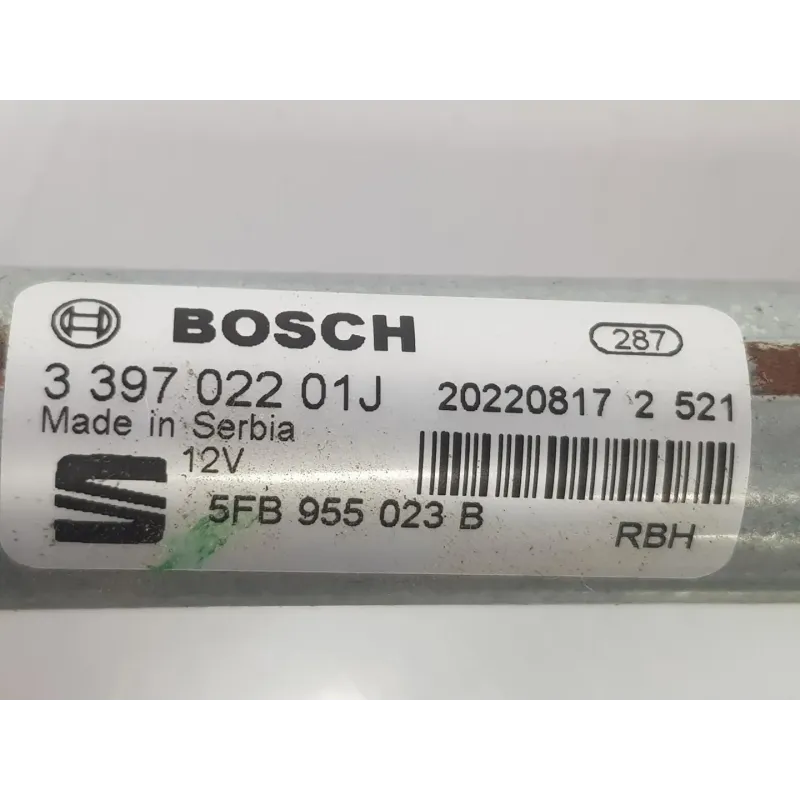 BOSCH
287
3 397 022 01J
20220817 2 521
Made in Serbia
12V
5FB 955 023 B
RBH